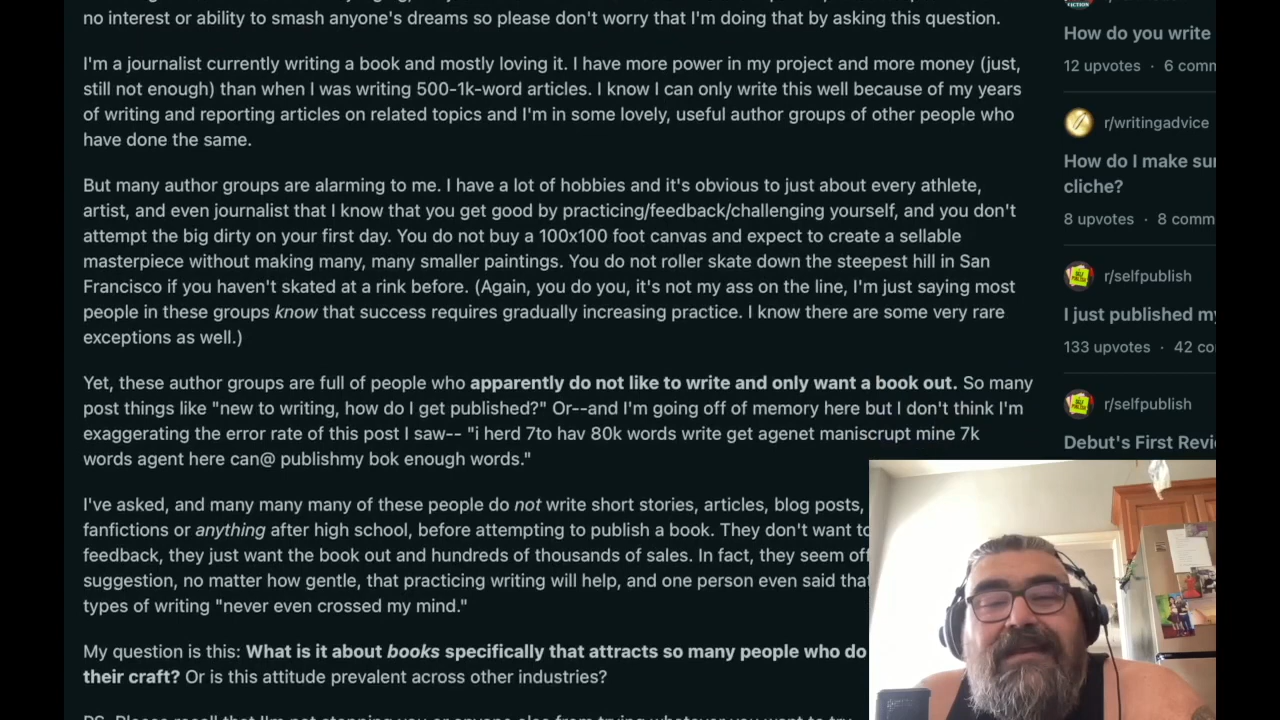 no interest or ability to smash anyone's dreams so please don't worry that I'm doing that by asking this question.
I'm a journalist currently writing a book and mostly loving it. I have more power in my project and more money (just,
still not enough) than when I was writing 500-1k-word articles. I know I can only write this well because of my years
of writing and reporting articles on related topics and I'm in some lovely, useful author groups of other people who
have done the same.
But many author groups are alarming to me. I have a lot of hobbies and it's obvious to just about every athlete,
artist, and even journalist that I know that you get good by practicing/feedback/challenging yourself, and you don't
attempt the big dirty on your first day. You do not buy a 100x100 foot canvas and expect to create a sellable
masterpiece without making many, many smaller paintings. You do not roller skate down the steepest hill in San
Francisco if you haven't skated at a rink before. (Again, you do you, it's not my ass on the line, I'm just saying most
people in these groups know that success requires gradually increasing practice. I know there are some very rare
exceptions as well.)
Yet, these author groups are full of people who apparently do not like to write and only want a book out. So many
post things like "new to writing, how do I get published?" Or--and I'm going off of memory here but I don't think I'm
exaggerating the error rate of this post I saw-- "i herd 7to hav 80k words write get agenet maniscrupt mine 7k
words agent here can@ publishmy bok enough words."
I've asked, and many many many of these people do not write short stories, articles, blog posts,
fanfictions or anything after high school, before attempting to publish a book. They don't want to
feedback, they just want the book out and hundreds of thousands of sales. In fact, they seem off
suggestion, no matter how gentle, that practicing writing will help, and one person even said that
types of writing "never even crossed my mind."
My question is this: What is it about books specifically that attracts so many people who do
their craft? Or is this attitude prevalent across other industries?
PS. Please recall that I'm not stopping you or anyone else from trying whatever you want to try
FICTION
How do you write
12 upvotes · 6 comm
r/writingadvice
How do I make sur
cliche?
8 upvotes · 8 comm
r/selfpublish
I just published my
133 upvotes · 42 co
r/selfpublish
Debut's First Revi